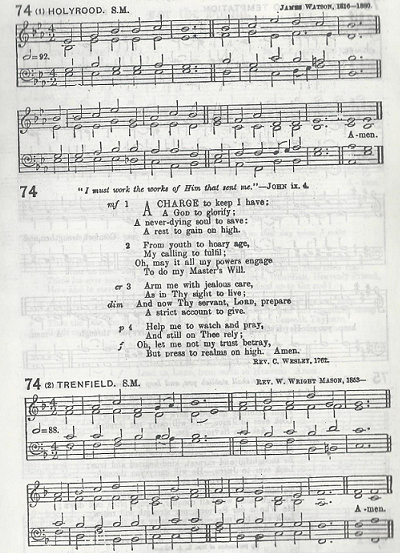 74 (1) HOLYROOD. S.M. JAMES WATSON, 1816–1880.
=92.
A-men.
74 "I must work the works of Him that sent me."—JOHN ix. 4.
mf 1 A CHARGE to keep I have;
A GOD to glorify;
A never-dying soul to save:
A rest to gain on high.
2 From youth to hoary age,
My calling to fulfil;
Oh, may it all my powers engage
To do my Master's Will.
cr 3 Arm me with jealous care,
As in Thy sight to live;
dim And now Thy servant, LORD, prepare
A strict account to give.
p 4 Help me to watch and pray,
And still on Thee rely;
f Oh, let me not my trust betray,
But press to realms on high. Amen.
REV. C. WESLEY, 1762.
74 (2) TRENFIELD. S.M. REV. W. WRIGHT MASON, 1853—
=88.
A-men.